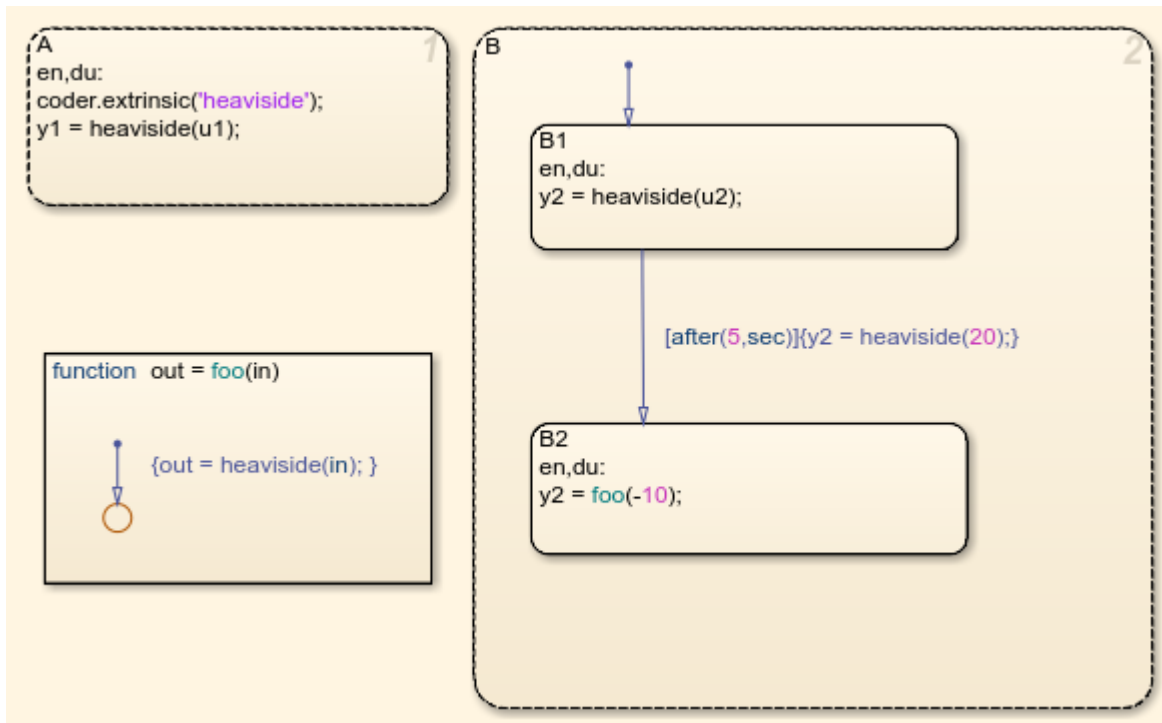 A
1
en,du:
coder.extrinsic("heaviside");
y1 = heaviside(u1);
function out = foo(in)
{out = heaviside(in); }
B
2
B1
en,du:
y2 = heaviside(u2);
[after(5,sec)]{y2 = heaviside(20);}
B2
en,du:
y2 = foo(-10);